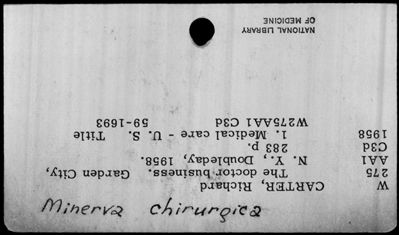 W
275
AA1
C3d
1958
CARTER, Richard
The doctor business. Garden City,
N. Y., Doubleday, 1958.
283 p.
1. Medical care - U. S. Title
W275AA1 C3d 59-1693
NATIONAL LIBRARY
OF MEDICINE
Minerva chirurgica